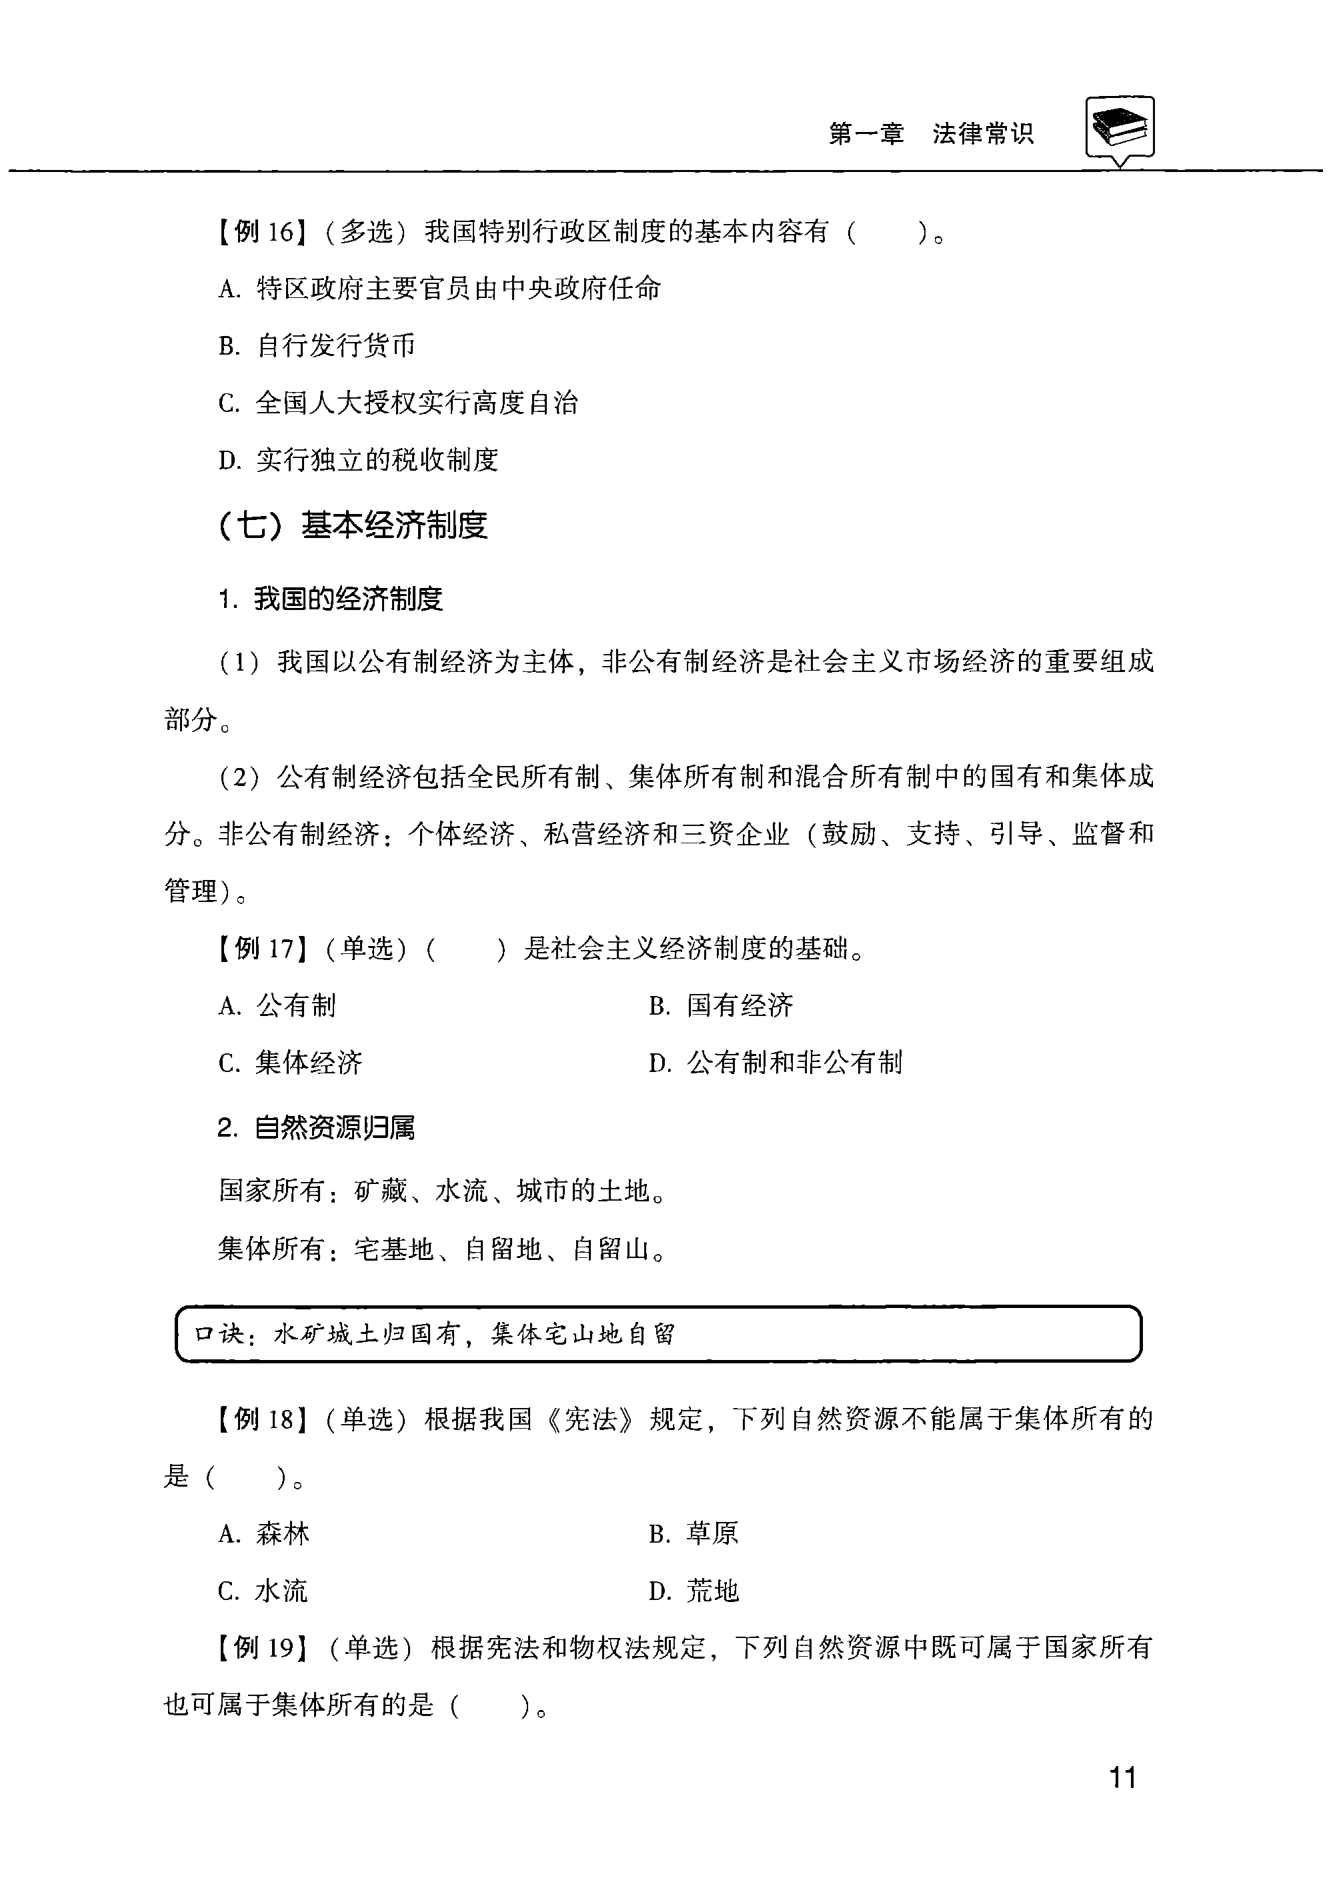 第一章 法律常识
【例 16】（多选）我国特别行政区制度的基本内容有（　　）。
A. 特区政府主要官员由中央政府任命
B. 自行发行货币
C. 全国人大授权实行高度自治
D. 实行独立的税收制度
（七）基本经济制度
1. 我国的经济制度
（1）我国以公有制经济为主体，非公有制经济是社会主义市场经济的重要组成
部分。
（2）公有制经济包括全民所有制、集体所有制和混合所有制中的国有和集体成
分。非公有制经济：个体经济、私营经济和三资企业（鼓励、支持、引导、监督和
管理）。
【例 17】（单选）（　　）是社会主义经济制度的基础。
A. 公有制　　B. 国有经济
C. 集体经济　　D. 公有制和非公有制
2. 自然资源归属
国家所有：矿藏、水流、城市的土地。
集体所有：宅基地、自留地、自留山。
口诀：水矿城土归国有，集体宅山地自留
【例 18】（单选）根据我国《宪法》规定，下列自然资源不能属于集体所有的
是（　　）。
A. 森林　　B. 草原
C. 水流　　D. 荒地
【例 19】（单选）根据宪法和物权法规定，下列自然资源中既可属于国家所有
也可属于集体所有的是（　　）。
11